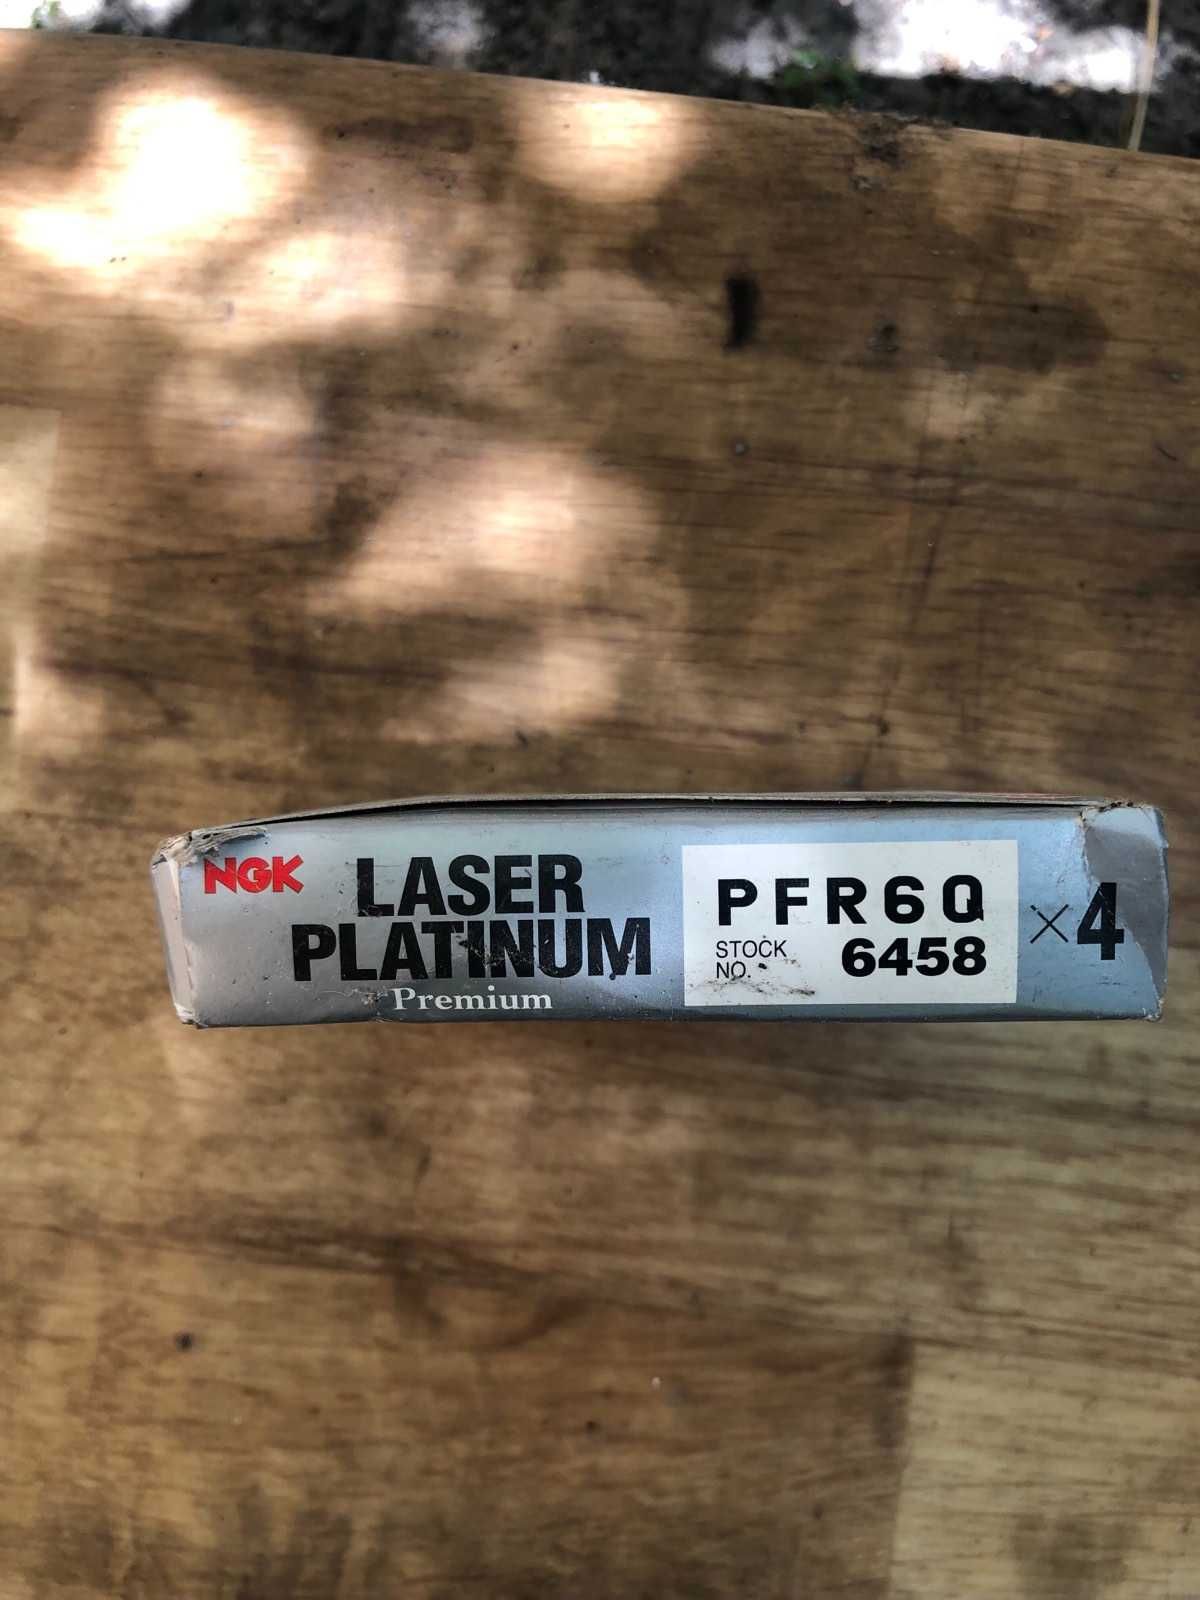 NGK
LASER
PLATINUM
Premium
PFR6Q
STOCK
NO. 6458
×4